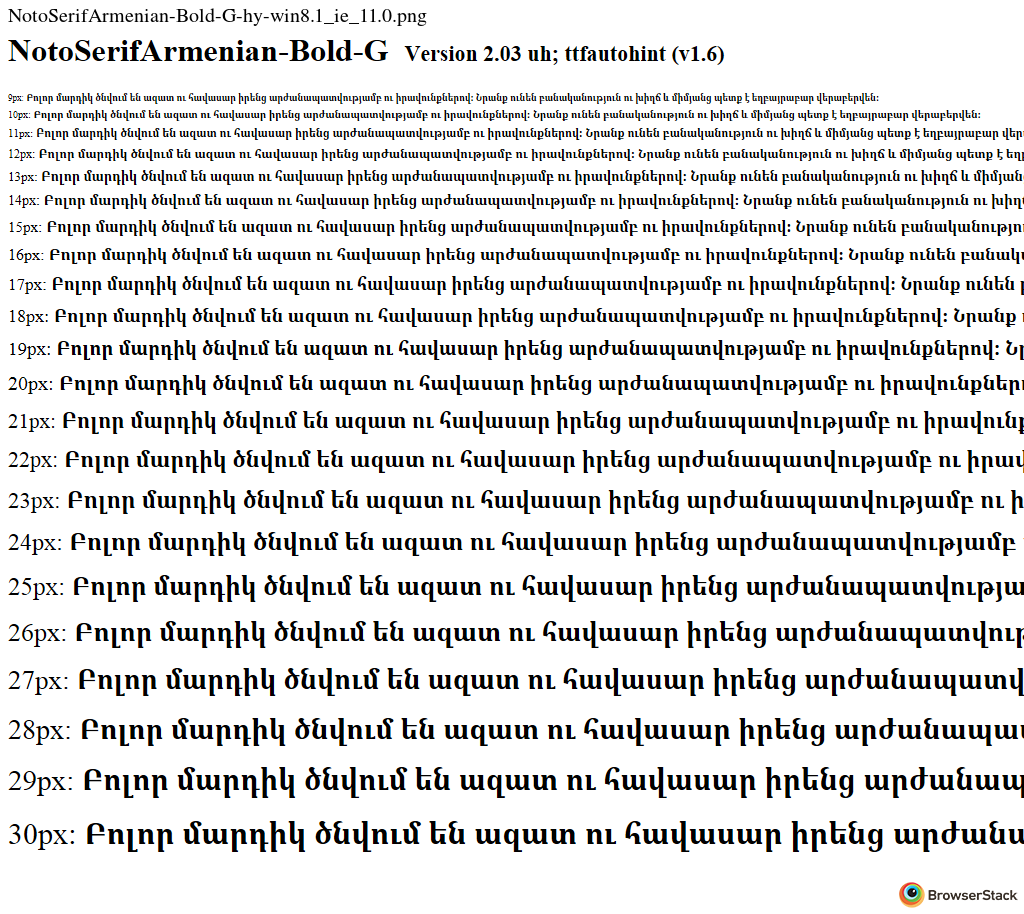 NotoSerifArmenian-Bold-G-hy-win8.1_ie_11.0.png
NotoSerifArmenian-Bold-G Version 2.03 uh; ttfautohint (v1.6)
9px: Բոլոր մարդիկ ծնվում են ազատ ու հավասար իրենց արժանապատվությամբ ու իրավունքներով: Նրանք ունեն բանականություն ու խիղճ և միմյանց պետք է եղբայրաբար վերաբերվեն:
10px: Բոլոր մարդիկ ծնվում են ազատ ու հավասար իրենց արժանապատվությամբ ու իրավունքներով: Նրանք ունեն բանականություն ու խիղճ և միմյանց պետք է եղբայրաբար վերաբերվեն:
11px: Բոլոր մարդիկ ծնվում են ազատ ու հավասար իրենց արժանապատվությամբ ու իրավունքներով: Նրանք ունեն բանականություն ու խիղճ և միմյանց պետք է եղբայրաբար վերա
12px: Բոլոր մարդիկ ծնվում են ազատ ու հավասար իրենց արժանապատվությամբ ու իրավունքներով: Նրանք ունեն բանականություն ու խիղճ և միմյանց պետք է եղ
13px: Բոլոր մարդիկ ծնվում են ազատ ու հավասար իրենց արժանապատվությամբ ու իրավունքներով: Նրանք ունեն բանականություն ու խիղճ և միմյան
14px: Բոլոր մարդիկ ծնվում են ազատ ու հավասար իրենց արժանապատվությամբ ու իրավունքներով: Նրանք ունեն բանականություն ու խիղ
15px: Բոլոր մարդիկ ծնվում են ազատ ու հավասար իրենց արժանապատվությամբ ու իրավունքներով: Նրանք ունեն բանականությու
16px: Բոլոր մարդիկ ծնվում են ազատ ու հավասար իրենց արժանապատվությամբ ու իրավունքներով: Նրանք ունեն բանակ
17px: Բոլոր մարդիկ ծնվում են ազատ ու հավասար իրենց արժանապատվությամբ ու իրավունքներով: Նրանք ունեն
18px: Բոլոր մարդիկ ծնվում են ազատ ու հավասար իրենց արժանապատվությամբ ու իրավունքներով: Նրանք
19px: Բոլոր մարդիկ ծնվում են ազատ ու հավասար իրենց արժանապատվությամբ ու իրավունքներով: Նր
20px: Բոլոր մարդիկ ծնվում են ազատ ու հավասար իրենց արժանապատվությամբ ու իրավունքներ
21px: Բոլոր մարդիկ ծնվում են ազատ ու հավասար իրենց արժանապատվությամբ ու իրավունք
22px: Բոլոր մարդիկ ծնվում են ազատ ու հավասար իրենց արժանապատվությամբ ու իրավ
23px: Բոլոր մարդիկ ծնվում են ազատ ու հավասար իրենց արժանապատվությամբ ու ի
24px: Բոլոր մարդիկ ծնվում են ազատ ու հավասար իրենց արժանապատվությամբ
25px: Բոլոր մարդիկ ծնվում են ազատ ու հավասար իրենց արժանապատվությա
26px: Բոլոր մարդիկ ծնվում են ազատ ու հավասար իրենց արժանապատվութ
27px: Բոլոր մարդիկ ծնվում են ազատ ու հավասար իրենց արժանապատվ
28px: Բոլոր մարդիկ ծնվում են ազատ ու հավասար իրենց արժանապատ
29px: Բոլոր մարդիկ ծնվում են ազատ ու հավասար իրենց արժանապ
30px: Բոլոր մարդիկ ծնվում են ազատ ու հավասար իրենց արժանա
BrowserStack